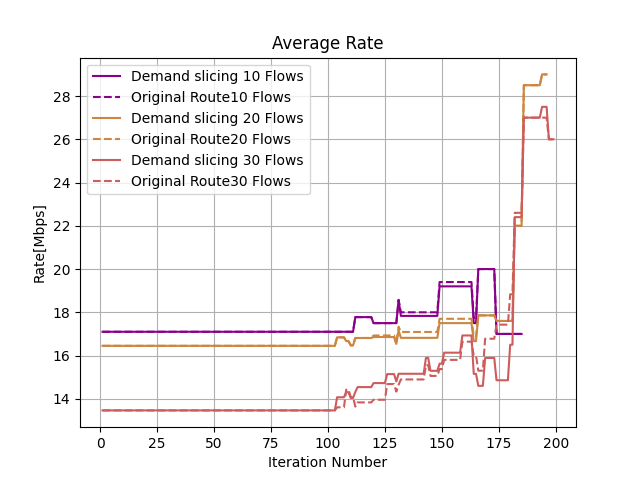 Average Rate
Demand slicing 10 Flows
Original Route10 Flows
Demand slicing 20 Flows
Original Route20 Flows
Demand slicing 30 Flows
Original Route30 Flows
Rate[Mbps]
28
26
24
22
20
18
16
14
0 25 50 75 100 125 150 175 200
Iteration Number